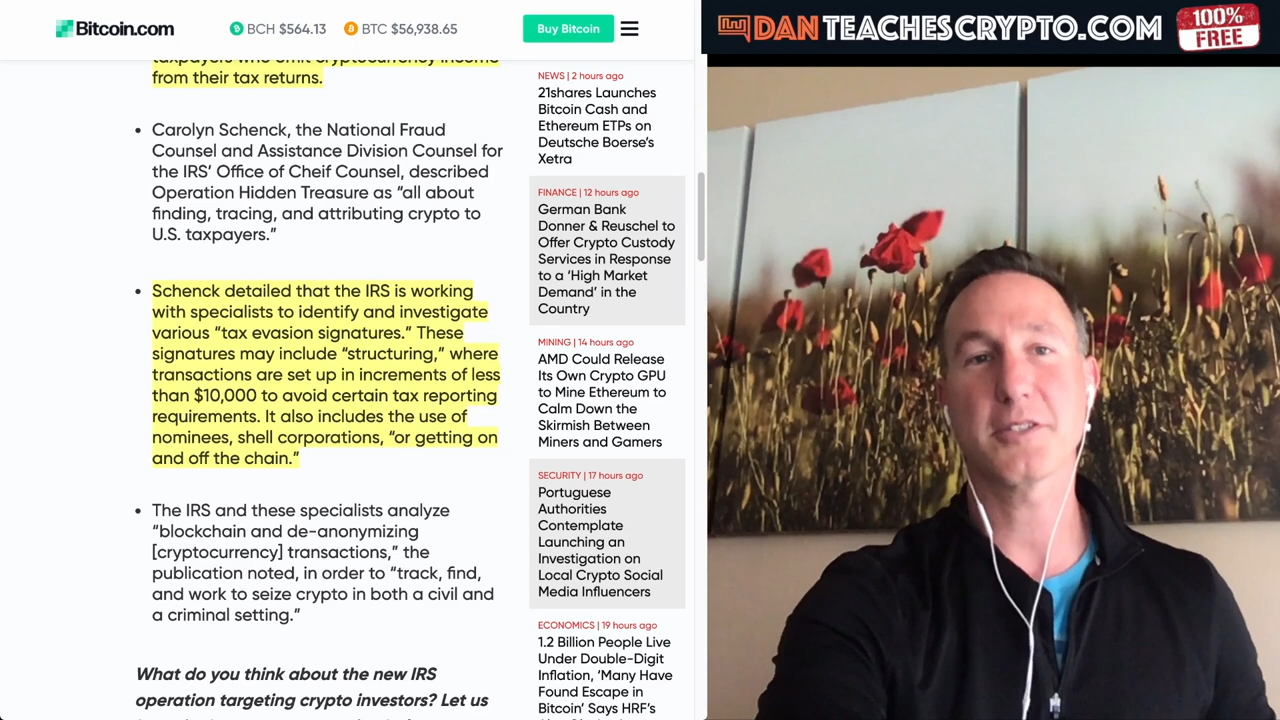 Bitcoin.com
BCH $564.13
BTC $56,938.65
Buy Bitcoin
DANTEACHESCRYPTO.COM
100%
FREE
taxpayers who omit cryptocurrency income
from their tax returns.
• Carolyn Schenck, the National Fraud
Counsel and Assistance Division Counsel for
the IRS’ Office of Cheif Counsel, described
Operation Hidden Treasure as “all about
finding, tracing, and attributing crypto to
U.S. taxpayers.”
• Schenck detailed that the IRS is working
with specialists to identify and investigate
various “tax evasion signatures.” These
signatures may include “structuring,” where
transactions are set up in increments of less
than $10,000 to avoid certain tax reporting
requirements. It also includes the use of
nominees, shell corporations, “or getting on
and off the chain.”
• The IRS and these specialists analyze
“blockchain and de-anonymizing
[cryptocurrency] transactions,” the
publication noted, in order to “track, find,
and work to seize crypto in both a civil and
a criminal setting.”
What do you think about the new IRS
operation targeting crypto investors? Let us
NEWS | 2 hours ago
21shares Launches
Bitcoin Cash and
Ethereum ETPs on
Deutsche Boerse’s
Xetra
FINANCE | 12 hours ago
German Bank
Donner & Reuschel to
Offer Crypto Custody
Services in Response
to a ‘High Market
Demand’ in the
Country
MINING | 14 hours ago
AMD Could Release
Its Own Crypto GPU
to Mine Ethereum to
Calm Down the
Skirmish Between
Miners and Gamers
SECURITY | 17 hours ago
Portuguese
Authorities
Contemplate
Launching an
Investigation on
Local Crypto Social
Media Influencers
ECONOMICS | 19 hours ago
1.2 Billion People Live
Under Double-Digit
Inflation, ‘Many Have
Found Escape in
Bitcoin’ Says HRF’s